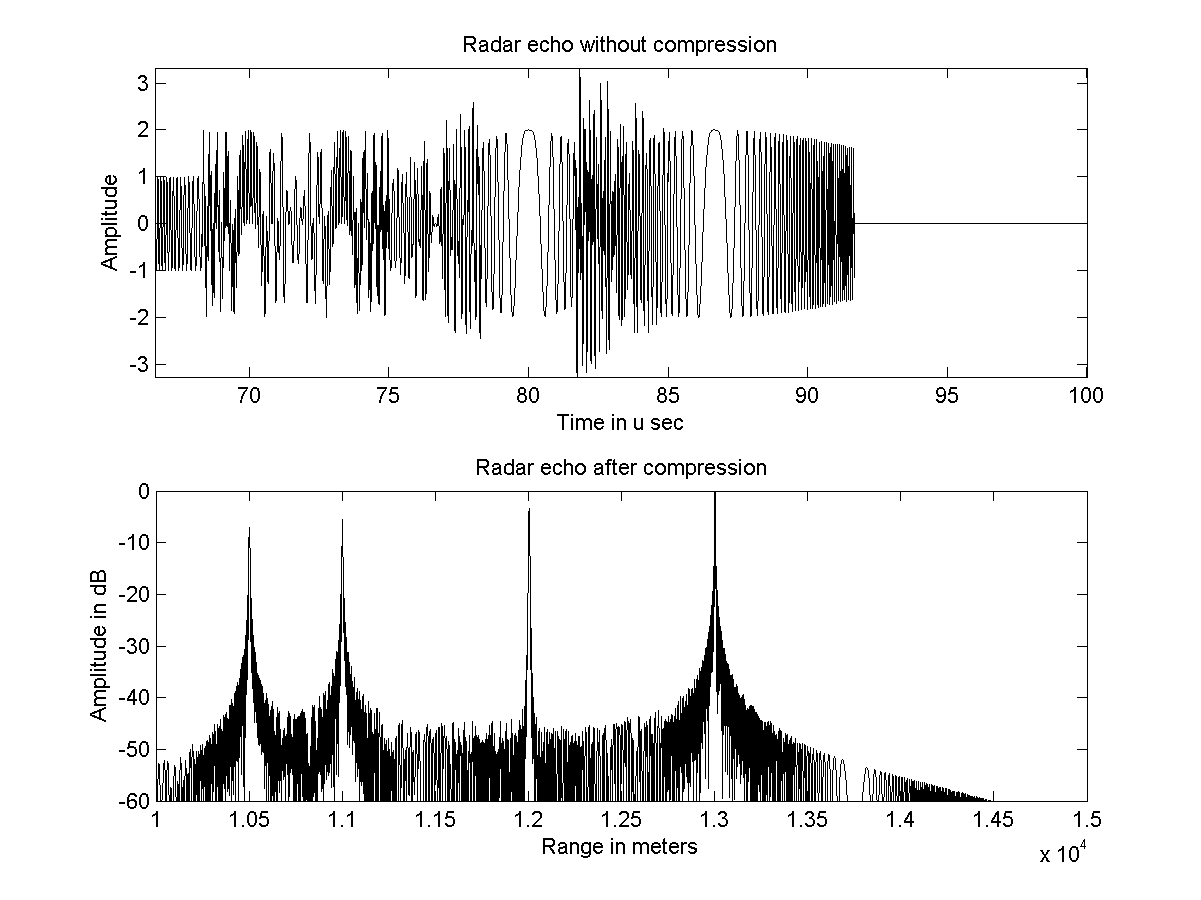 Radar echo without compression
3
2
1
0
-1
-2
-3
Amplitude
70 75 80 85 90 95 100
Time in u sec
Radar echo after compression
0
-10
-20
-30
-40
-50
-60
Amplitude in dB
1 1.05 1.1 1.15 1.2 1.25 1.3 1.35 1.4 1.45 1.5
Range in meters
x 10^4